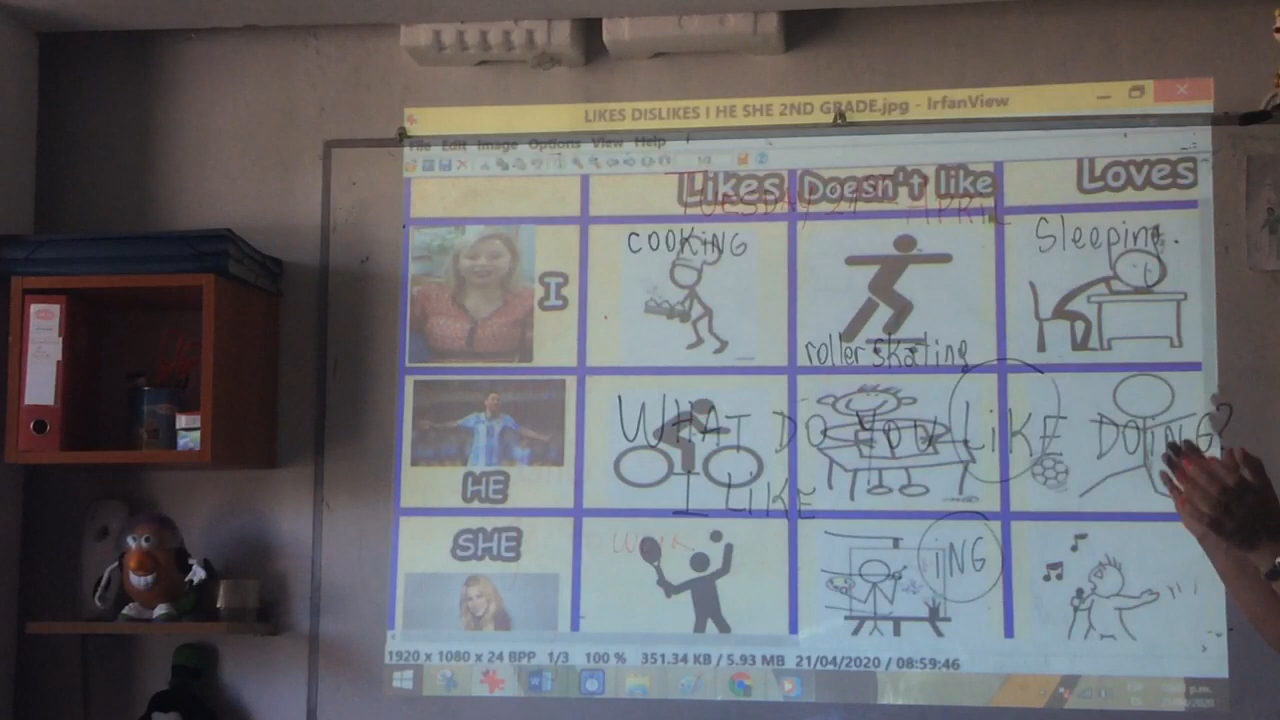 LIKES DISLIKES I HE SHE 2ND GRADE.jpg - IrfanView
File Edit Image Options View Help
Likes Doesn't like Loves
TUESDAY 21 APRIL
COOKING
Sleeping.
I
roller skating
WHAT DO YOU LIKE DOING?
HE
I LIKE
SHE
ING
1920 x 1080 x 24 BPP 1/3 100 % 351.34 KB / 5.93 MB 21/04/2020 / 08:59:46